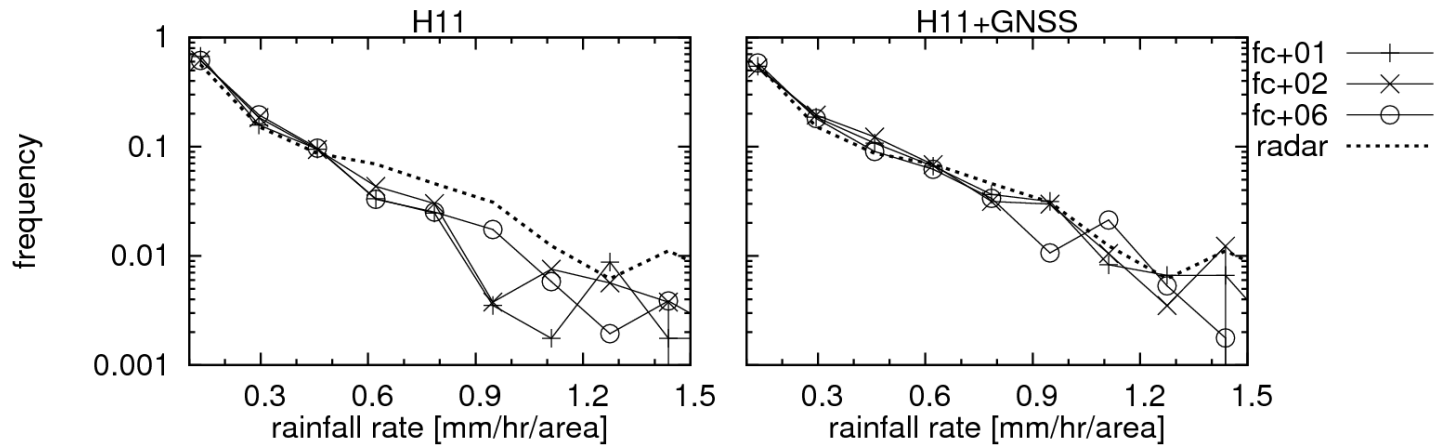 H11
H11+GNSS
1
0.1
0.01
0.001
frequency
0.3
0.6
0.9
1.2
1.5
rainfall rate [mm/hr/area]
0.3
0.6
0.9
1.2
1.5
rainfall rate [mm/hr/area]
fc+01
fc+02
fc+06
radar